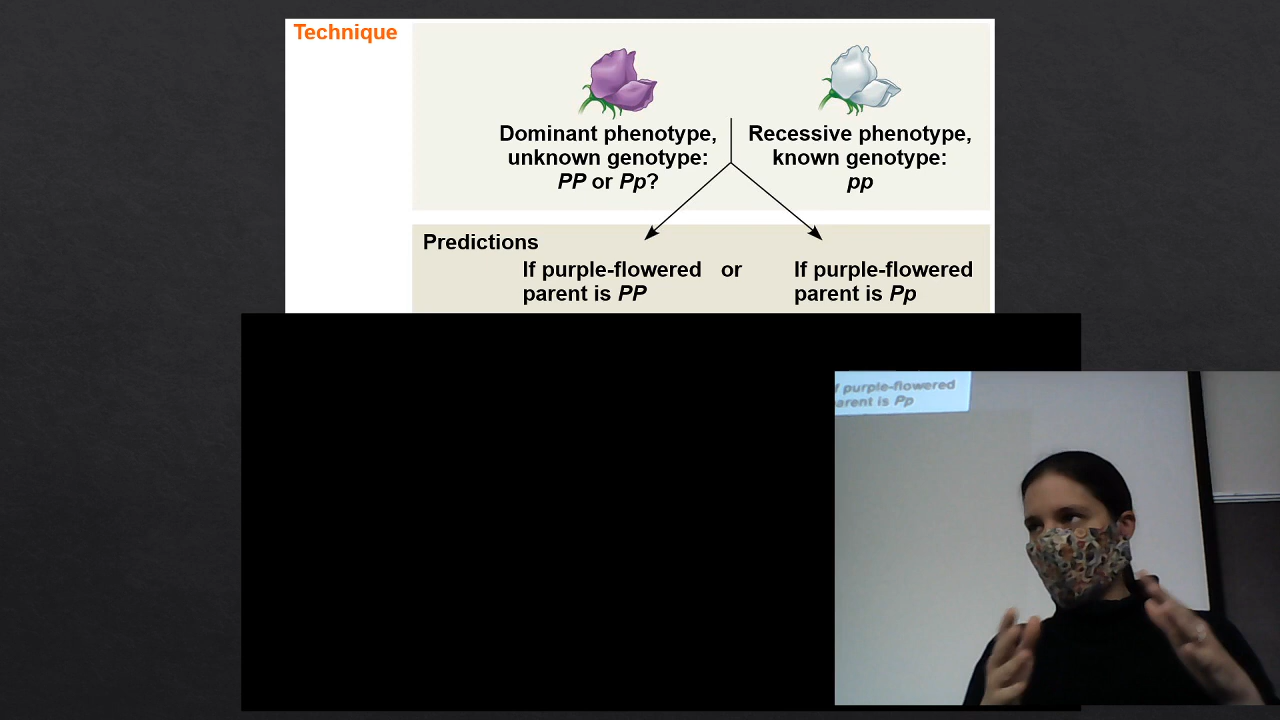 Technique
Dominant phenotype,
unknown genotype:
PP or Pp?
Recessive phenotype,
known genotype:
pp
Predictions
If purple-flowered
parent is PP
or
If purple-flowered
parent is Pp
If purple-flowered
parent is Pp